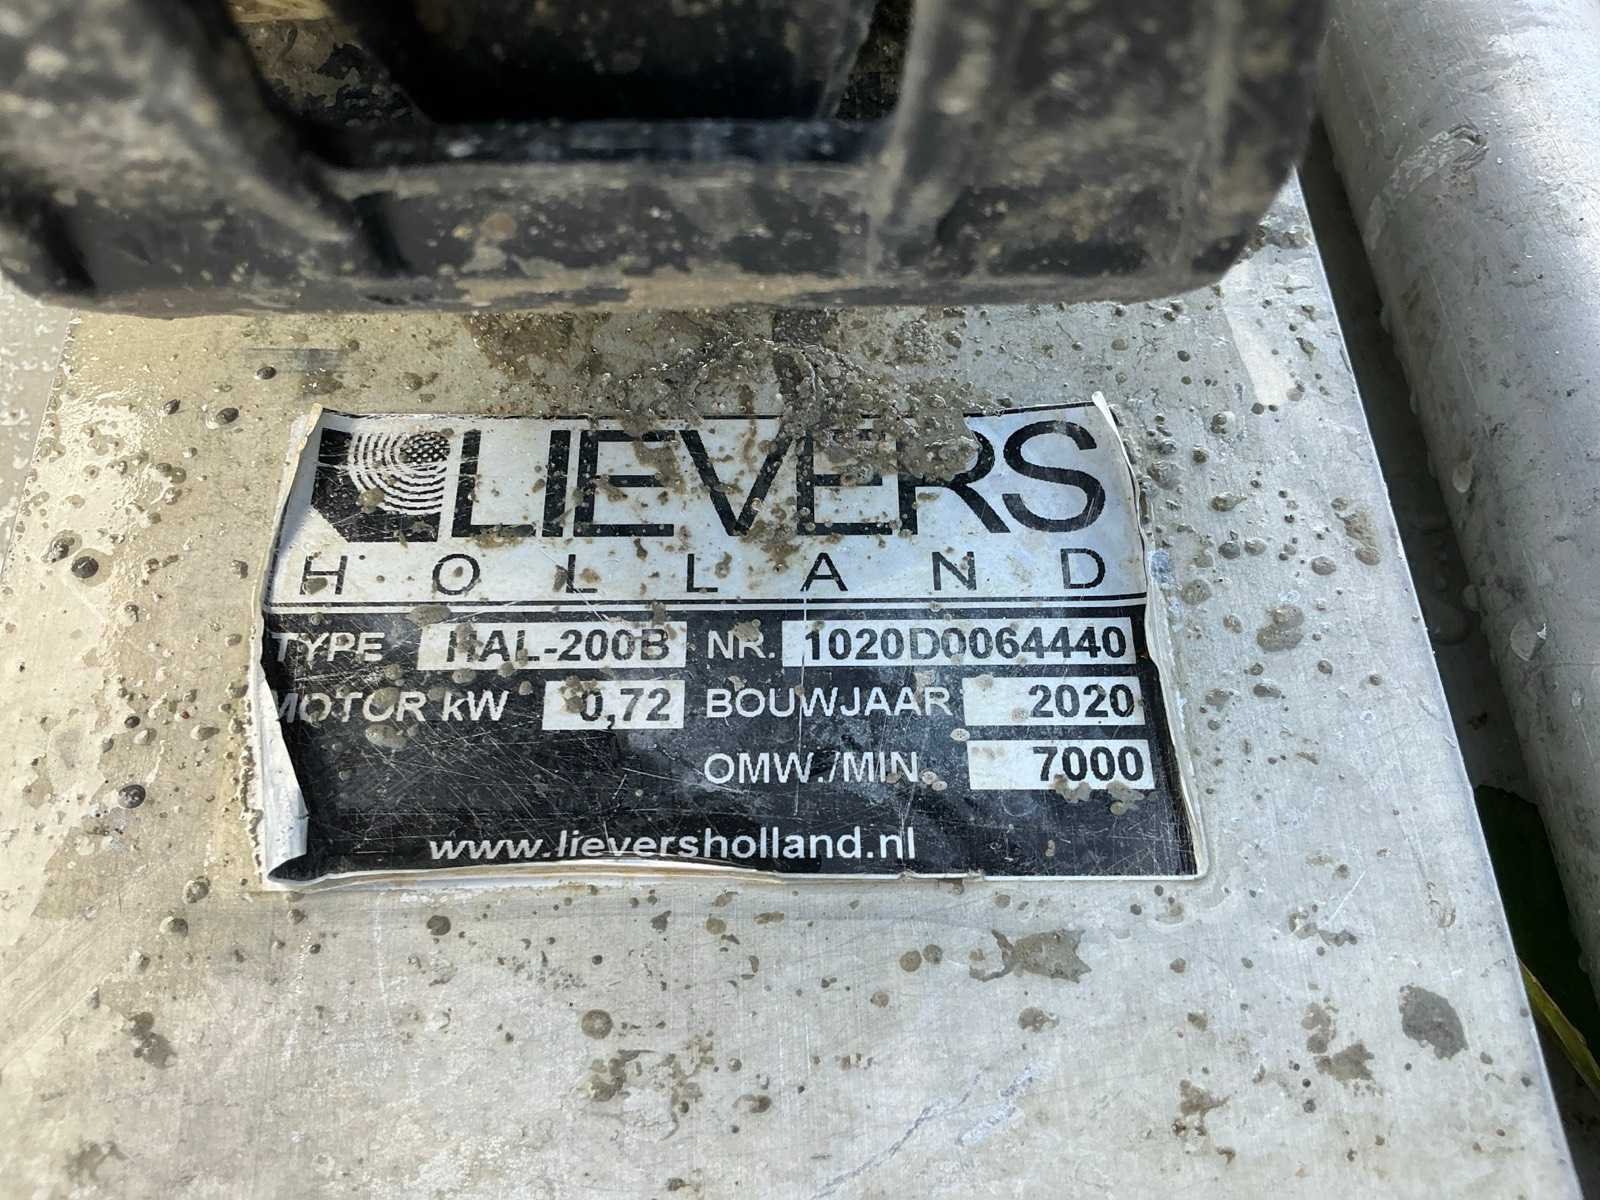 LIEVERS
HOLLAND
TYPE HAL-200B NR. 1020D0064440
MOTOR kW 0,72 BOUWJAAR 2020
OMW./MIN. 7000
www.lieversholland.nl